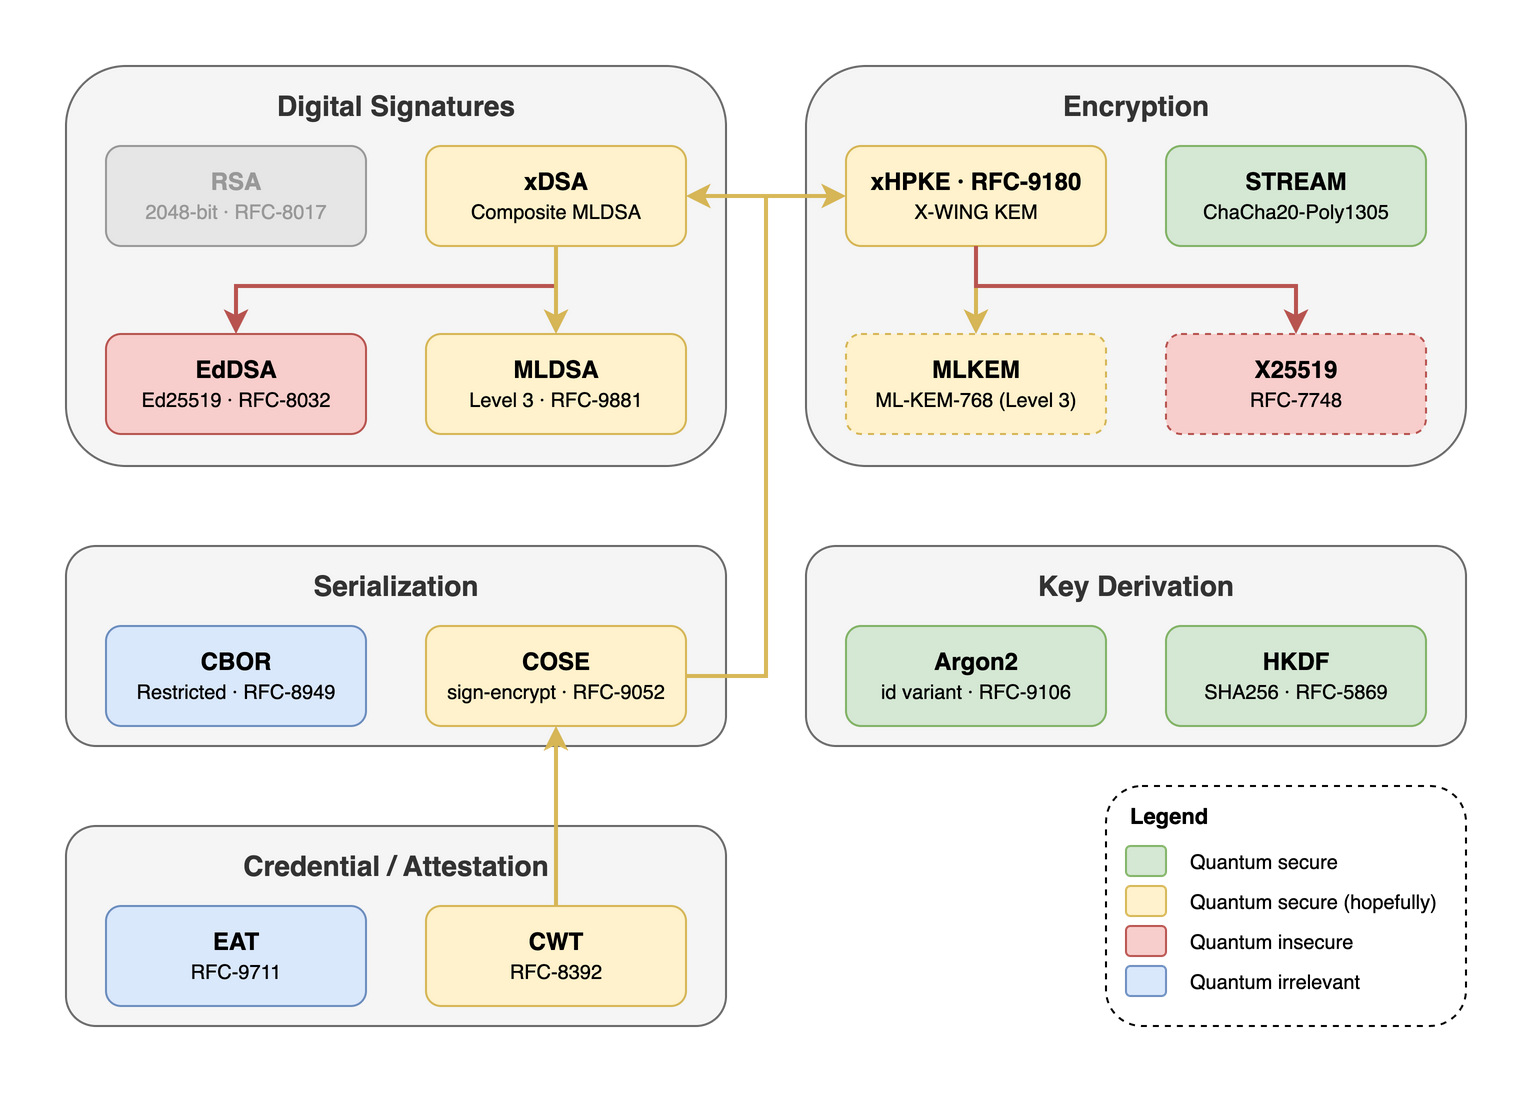 Digital Signatures
RSA
2048-bit · RFC-8017
xDSA
Composite MLDSA
EdDSA
Ed25519 · RFC-8032
MLDSA
Level 3 · RFC-9881
Encryption
xHPKE · RFC-9180
X-WING KEM
STREAM
ChaCha20-Poly1305
MLKEM
ML-KEM-768 (Level 3)
X25519
RFC-7748
Serialization
CBOR
Restricted · RFC-8949
COSE
sign-encrypt · RFC-9052
Key Derivation
Argon2
id variant · RFC-9106
HKDF
SHA256 · RFC-5869
Credential / Attestation
EAT
RFC-9711
CWT
RFC-8392
Legend
Quantum secure
Quantum secure (hopefully)
Quantum insecure
Quantum irrelevant